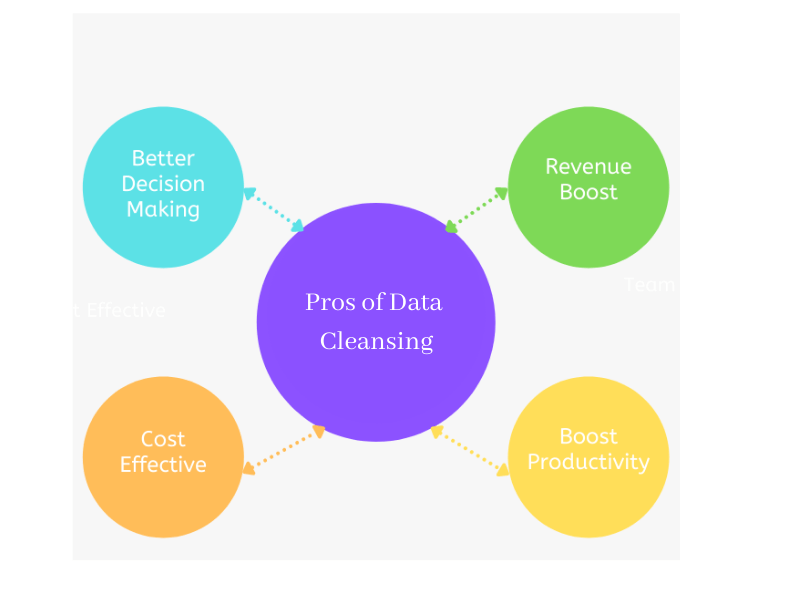 Better
Decision
Making
Revenue
Boost
Team
t Effective
Pros of Data
Cleansing
Cost
Effective
Boost
Productivity